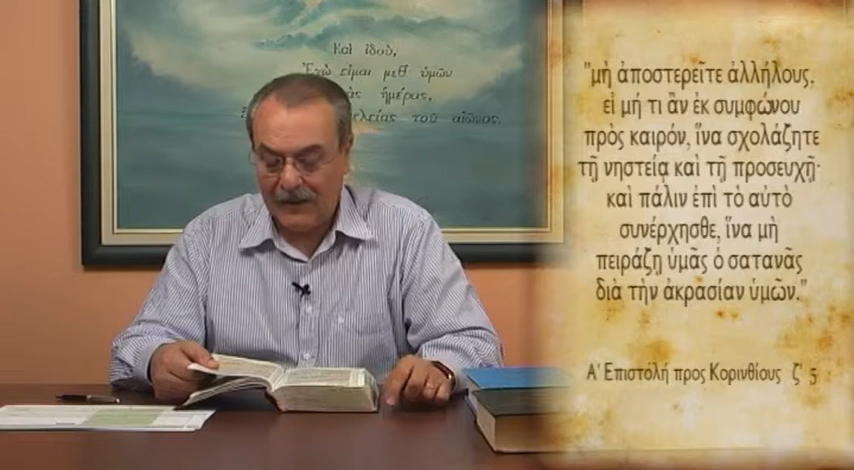 Καὶ ἰδού,
Ἐγὼ εἶμαι μεθ' ὑμῶν
ἡμέρας,
τοῦ αἰῶνος.
"μὴ ἀποστερεῖτε ἀλλήλους,
εἰ μή τι ἂν ἐκ συμφώνου
πρὸς καιρόν, ἵνα σχολάζητε
τῇ νηστείᾳ καὶ τῇ προσευχῇ·
καὶ πάλιν ἐπὶ τὸ αὐτὸ
συνέρχησθε, ἵνα μὴ
πειράζῃ ὑμᾶς ὁ σατανᾶς
διὰ τὴν ἀκρασίαν ὑμῶν."
Α' Επιστολή προς Κορινθίους ζ' 5